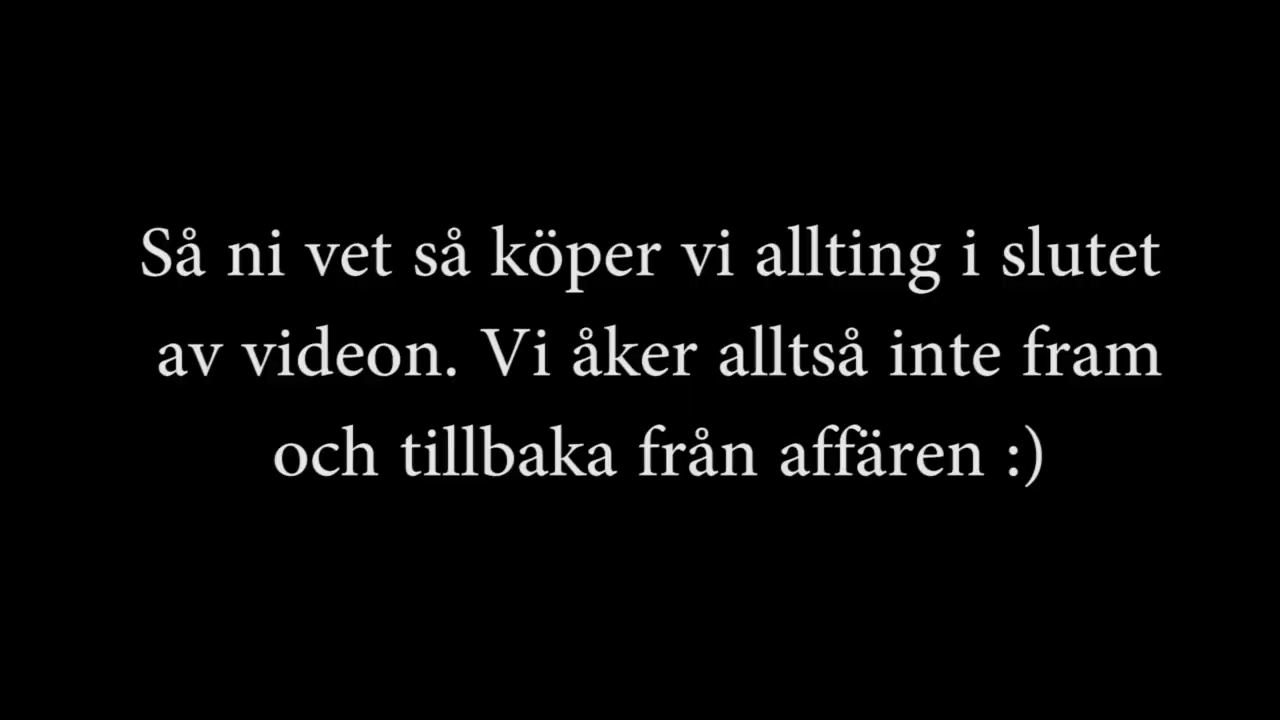 Så ni vet så köper vi allting i slutet
av videon. Vi åker alltså inte fram
och tillbaka från affären :)